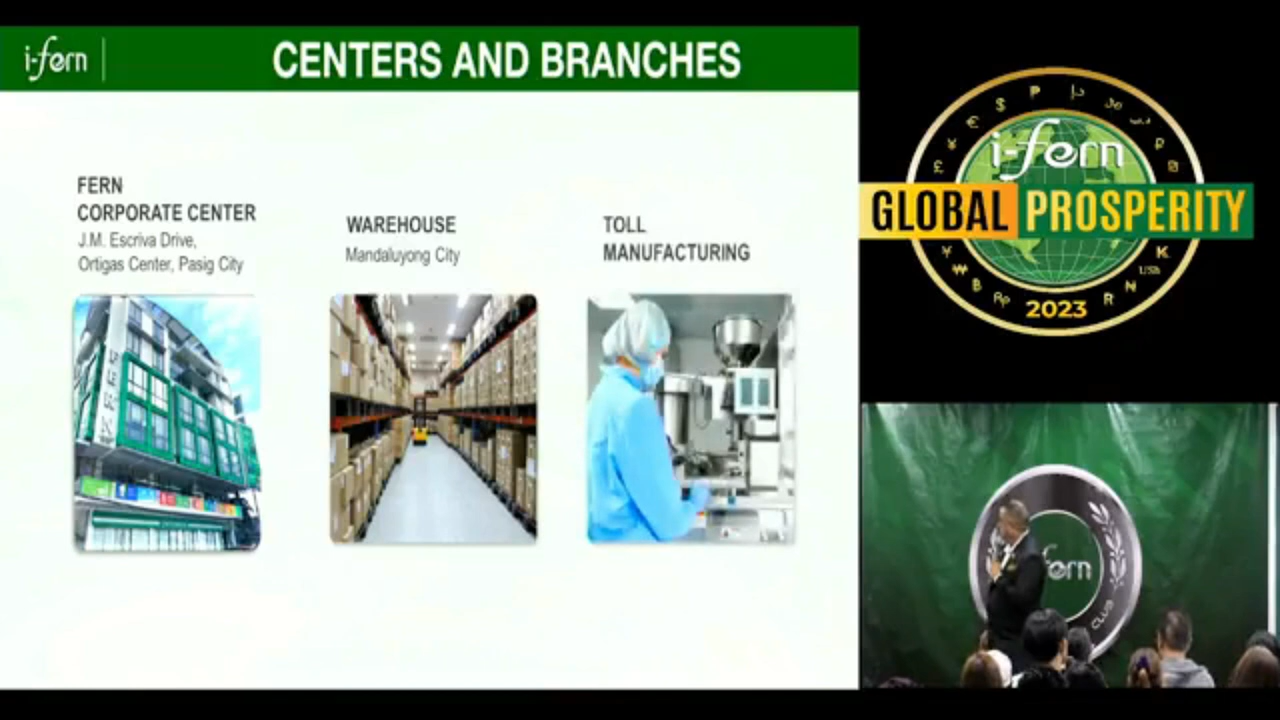 i-fern
CENTERS AND BRANCHES
FERN
CORPORATE CENTER
J.M. Escriva Drive,
Ortigas Center, Pasig City
WAREHOUSE
Mandaluyong City
TOLL
MANUFACTURING
i-fern
GLOBAL PROSPERITY
2023
fern
CLUB